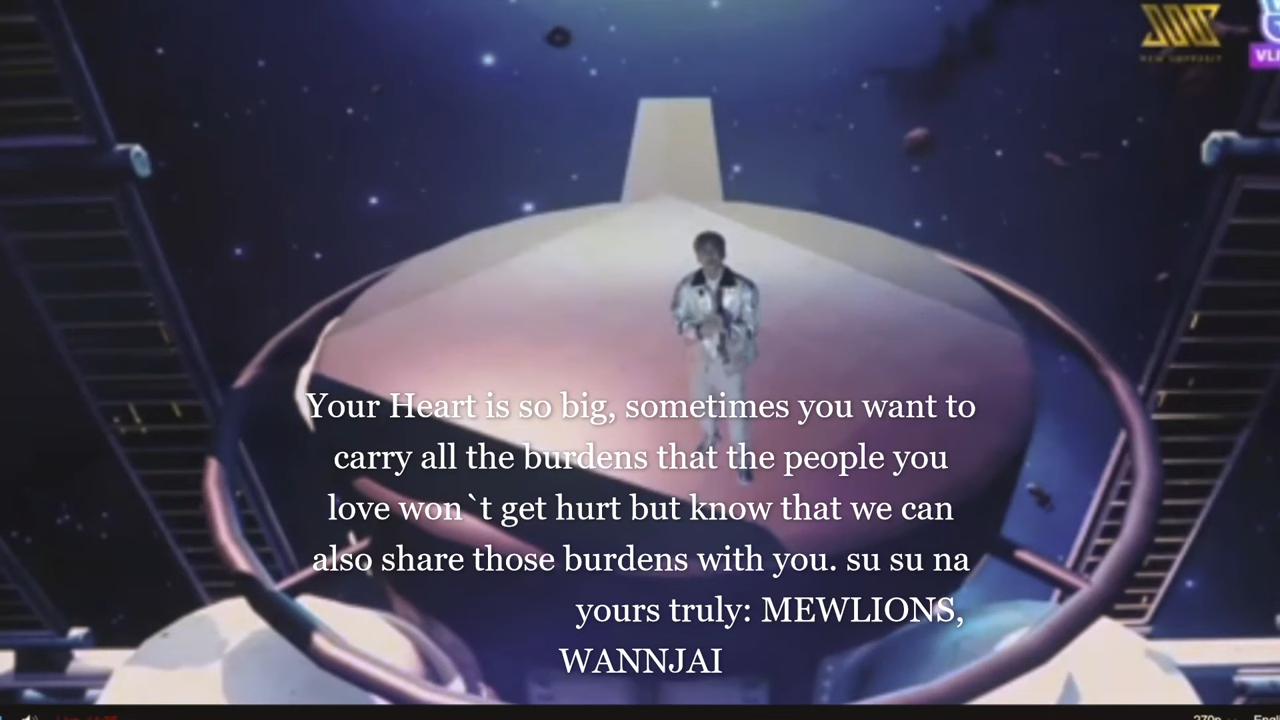 VLI
Your Heart is so big, sometimes you want to
carry all the burdens that the people you
love won`t get hurt but know that we can
also share those burdens with you. su su na
yours truly: MEWLIONS,
WANNJAI
270p